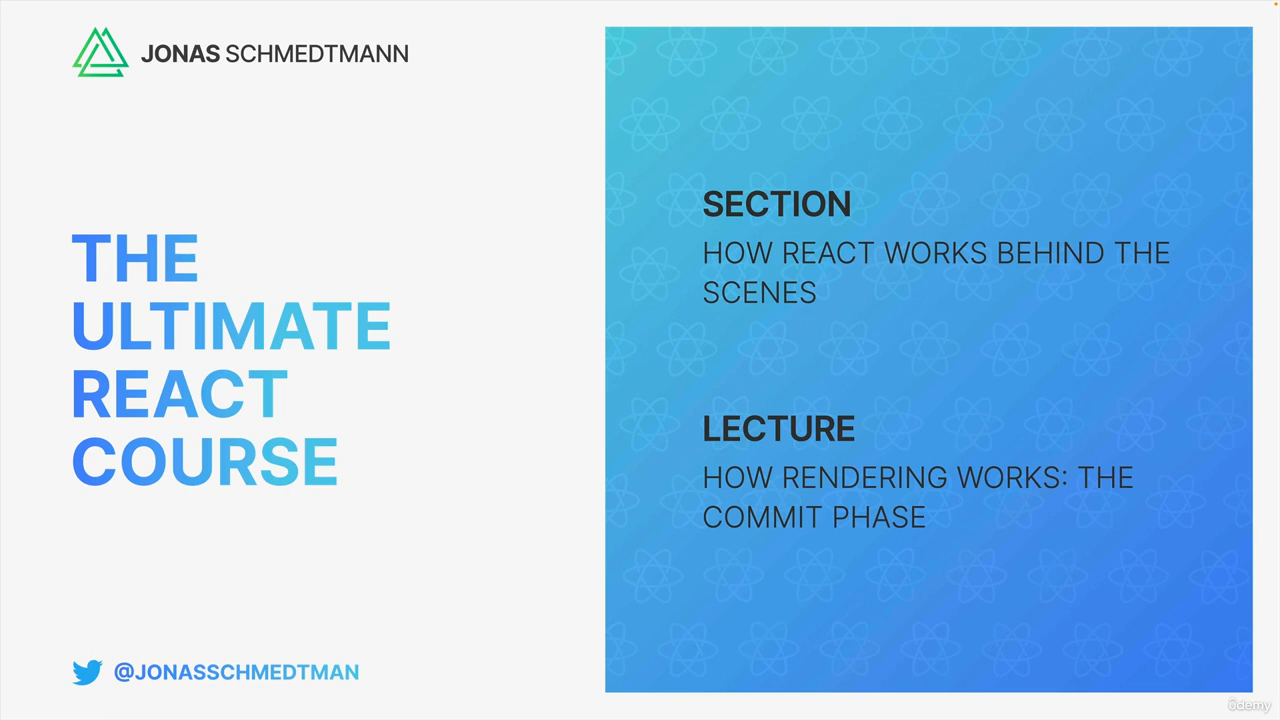 JONAS SCHMEDTMANN
THE
ULTIMATE
REACT
COURSE
@JONASSCHMEDTMAN
SECTION
HOW REACT WORKS BEHIND THE
SCENES
LECTURE
HOW RENDERING WORKS: THE
COMMIT PHASE
ûdemy